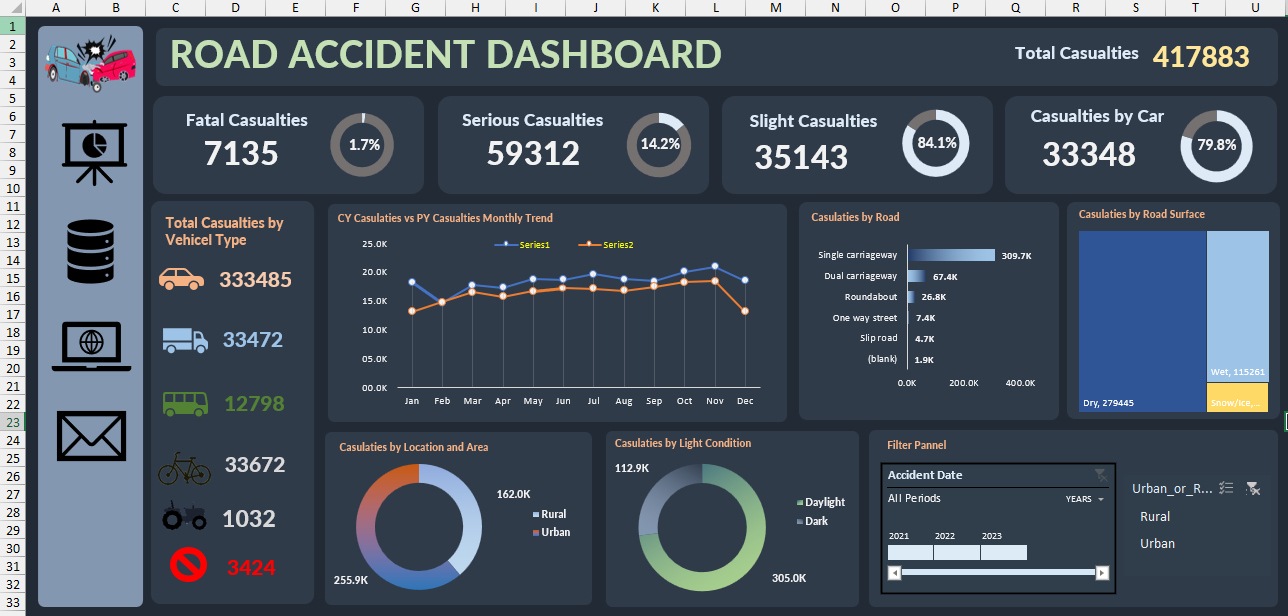 A B C D E F G H I J K L M N O P Q R S T U
1
2
3
4
5
6
7
8
9
10
11
12
13
14
15
16
17
18
19
20
21
22
23
24
25
26
27
28
29
30
31
32
33
ROAD ACCIDENT DASHBOARD
Total Casualties 417883
Fatal Casualties
7135
1.7%
Serious Casualties
59312
14.2%
Slight Casualties
35143
84.1%
Casualties by Car
33348
79.8%
Total Casualties by
Vehicel Type
333485
33472
12798
33672
1032
3424
CY Casulaties vs PY Casualties Monthly Trend
Series1 Series2
25.0K
20.0K
15.0K
10.0K
05.0K
00.0K
Jan Feb Mar Apr May Jun Jul Aug Sep Oct Nov Dec
Casulaties by Road
Single carriageway 309.7K
Dual carriageway 67.4K
Roundabout 26.8K
One way street 7.4K
Slip road 4.7K
(blank) 1.9K
0.0K 200.0K 400.0K
Casulaties by Road Surface
Dry, 279445
Wet, 115261
Snow/Ice,...
Casulaties by Location and Area
162.0K
Rural
Urban
255.9K
Casulaties by Light Condition
112.9K
Daylight
Dark
305.0K
Filter Pannel
Accident Date
All Periods YEARS
2021 2022 2023
Urban_or_R...
Rural
Urban